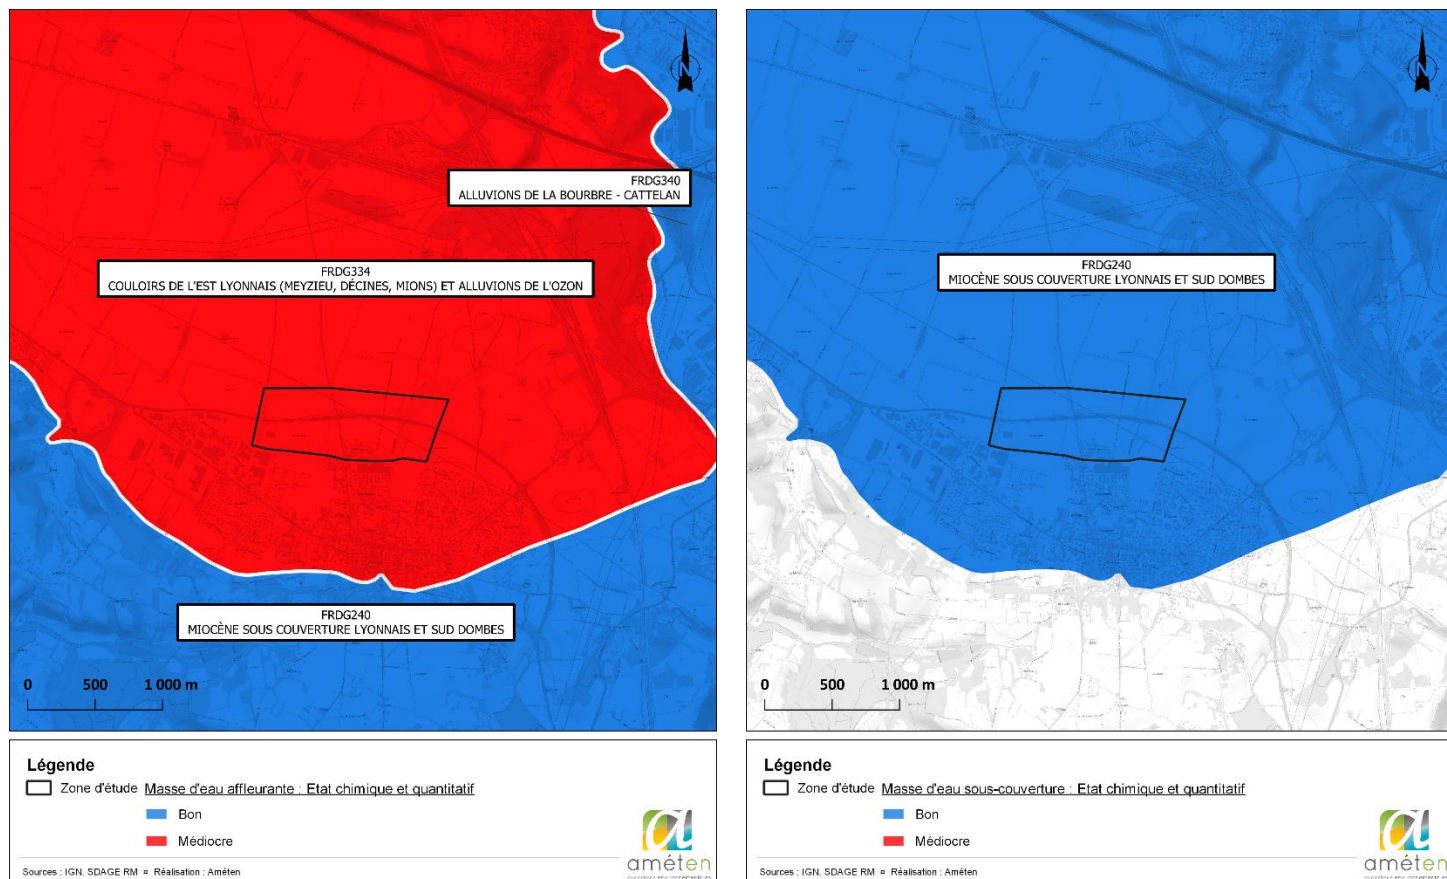 N
FRDG340
ALLUVIONS DE LA BOURBRE - CATTELAN
FRDG334
COULOIRS DE L'EST LYONNAIS (MEYZIEU, DÉCINES, MIONS) ET ALLUVIONS DE L'OZON
FRDG240
MIOCÈNE SOUS COUVERTURE LYONNAIS ET SUD DOMBES
0 500 1 000 m
Légende
Zone d'étude Masse d'eau affleurante : Etat chimique et quantitatif
Bon
Médiocre
Sources : IGN, SDAGE RM ¤ Réalisation : Améten
améten
N
FRDG240
MIOCÈNE SOUS COUVERTURE LYONNAIS ET SUD DOMBES
0 500 1 000 m
Légende
Zone d'étude Masse d'eau sous-couverture : Etat chimique et quantitatif
Bon
Médiocre
Sources : IGN, SDAGE RM ¤ Réalisation : Améten
améten